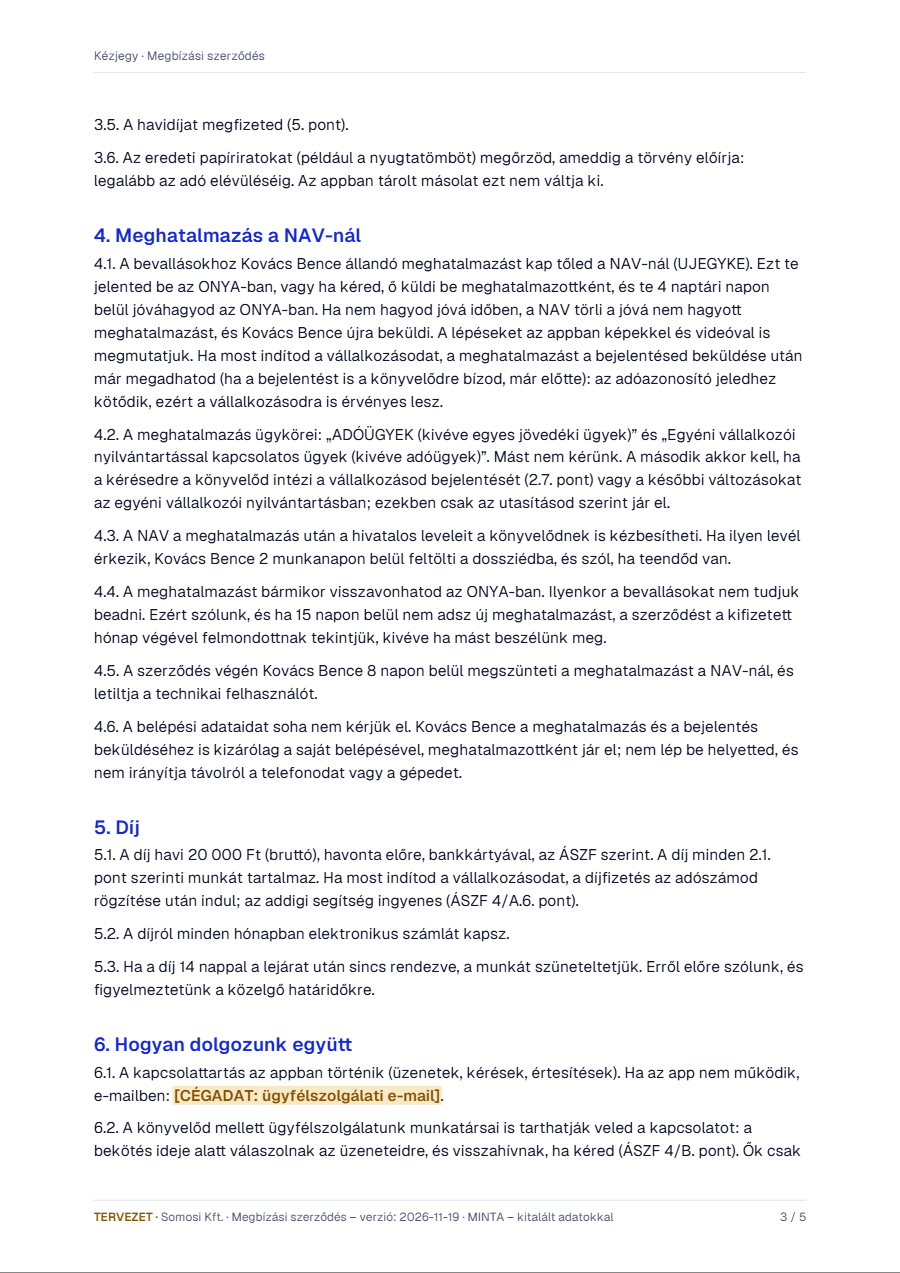 Kézjegy · Megbízási szerződés
3.5. A havidíjat megfizeted (5. pont).
3.6. Az eredeti papíriratokat (például a nyugtatömböt) megőrzöd, ameddig a törvény előírja:
legalább az adó elévüléséig. Az appban tárolt másolat ezt nem váltja ki.
4. Meghatalmazás a NAV-nál
4.1. A bevallásokhoz Kovács Bence állandó meghatalmazást kap tőled a NAV-nál (UJEGYKE). Ezt te
jelented be az ONYA-ban, vagy ha kéred, ő küldi be meghatalmazottként, és te 4 naptári napon
belül jóváhagyod az ONYA-ban. Ha nem hagyod jóvá időben, a NAV törli a jóvá nem hagyott
meghatalmazást, és Kovács Bence újra beküldi. A lépéseket az appban képekkel és videóval is
megmutatjuk. Ha most indítod a vállalkozásodat, a meghatalmazást a bejelentésed beküldése után
már megadhatod (ha a bejelentést is a könyvelődre bízod, már előtte): az adóazonosító jeledhez
kötődik, ezért a vállalkozásodra is érvényes lesz.
4.2. A meghatalmazás ügykörei: „ADÓÜGYEK (kivéve egyes jövedéki ügyek)” és „Egyéni vállalkozói
nyilvántartással kapcsolatos ügyek (kivéve adóügyek)”. Mást nem kérünk. A második akkor kell, ha
a kérésedre a könyvelőd intézi a vállalkozásod bejelentését (2.7. pont) vagy a későbbi változásokat
az egyéni vállalkozói nyilvántartásban; ezekben csak az utasításod szerint jár el.
4.3. A NAV a meghatalmazás után a hivatalos leveleit a könyvelődnek is kézbesítheti. Ha ilyen levél
érkezik, Kovács Bence 2 munkanapon belül feltölti a dossziédba, és szól, ha teendőd van.
4.4. A meghatalmazást bármikor visszavonhatod az ONYA-ban. Ilyenkor a bevallásokat nem tudjuk
beadni. Ezért szólunk, és ha 15 napon belül nem adsz új meghatalmazást, a szerződést a kifizetett
hónap végével felmondottnak tekintjük, kivéve ha mást beszélünk meg.
4.5. A szerződés végén Kovács Bence 8 napon belül megszünteti a meghatalmazást a NAV-nál, és
letiltja a technikai felhasználót.
4.6. A belépési adataidat soha nem kérjük el. Kovács Bence a meghatalmazás és a bejelentés
beküldéséhez is kizárólag a saját belépésével, meghatalmazottként jár el; nem lép be helyetted, és
nem irányítja távolról a telefonodat vagy a gépedet.
5. Díj
5.1. A díj havi 20 000 Ft (bruttó), havonta előre, bankkártyával, az ÁSZF szerint. A díj minden 2.1.
pont szerinti munkát tartalmaz. Ha most indítod a vállalkozásodat, a díjfizetés az adószámod
rögzítése után indul; az addigi segítség ingyenes (ÁSZF 4/A.6. pont).
5.2. A díjról minden hónapban elektronikus számlát kapsz.
5.3. Ha a díj 14 nappal a lejárat után sincs rendezve, a munkát szüneteltetjük. Erről előre szólunk, és
figyelmeztetünk a közelgő határidőkre.
6. Hogyan dolgozunk együtt
6.1. A kapcsolattartás az appban történik (üzenetek, kérések, értesítések). Ha az app nem működik,
e-mailben: [CÉGADAT: ügyfélszolgálati e-mail].
6.2. A könyvelőd mellett ügyfélszolgálatunk munkatársai is tarthatják veled a kapcsolatot: a
bekötés ideje alatt válaszolnak az üzeneteidre, és visszahívnak, ha kéred (ÁSZF 4/B. pont). Ők csak
TERVEZET · Somosi Kft. · Megbízási szerződés – verzió: 2026-11-19 · MINTA – kitalált adatokkal
3 / 5